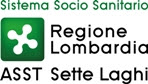 Sistema Socio Sanitario
Regione
Lombardia
ASST Sette Laghi